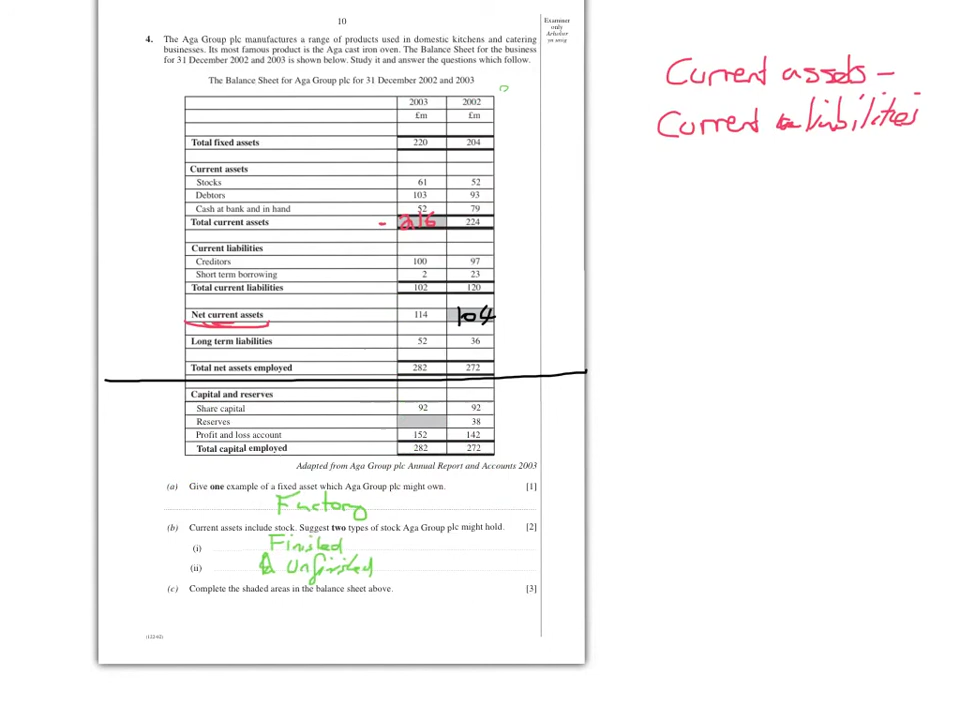 10
Examiner
only
4. The Aga Group plc manufactures a range of products used in domestic kitchens and catering
businesses. Its most famous product is the Aga cast iron oven. The Balance Sheet for the business
for 31 December 2002 and 2003 is shown below. Study it and answer the questions which follow.
The Balance Sheet for Aga Group plc for 31 December 2002 and 2003
2003 2002
£m £m
Total fixed assets 220 204
Current assets
Stocks 61 52
Debtors 103 93
Cash at bank and in hand 52 79
Total current assets - 216 224
Current liabilities
Creditors 100 97
Short term borrowing 2 23
Total current liabilities 102 120
Net current assets 114 104
Long term liabilities 52 36
Total net assets employed 282 272
Capital and reserves
Share capital 92 92
Reserves 38
Profit and loss account 152 142
Total capital employed 282 272
Adapted from Aga Group plc Annual Report and Accounts 2003
(a) Give one example of a fixed asset which Aga Group plc might own. [1]
Factory
(b) Current assets include stock. Suggest two types of stock Aga Group plc might hold. [2]
(i) Finished
(ii) Unfinished
(c) Complete the shaded areas in the balance sheet above. [3]
Current assets –
Current liabilities